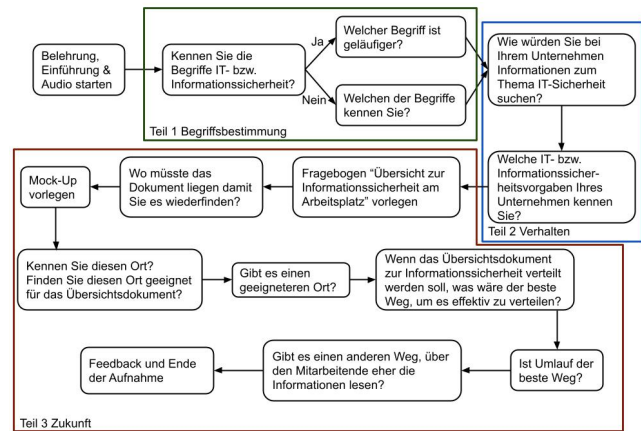 Belehrung,
Einführung &
Audio starten
Kennen Sie die
Begriffe IT- bzw.
Informationssicherheit?
Ja
Nein
Welcher Begriff ist
geläufiger?
Welchen der Begriffe
kennen Sie?
Teil 1 Begriffsbestimmung
Wie würden Sie bei
Ihrem Unternehmen
Informationen zum
Thema IT-Sicherheit
suchen?
Welche IT- bzw.
Informationssicher-
heitsvorgaben Ihres
Unternehmen kennen
Sie?
Teil 2 Verhalten
Fragebogen “Übersicht zur
Informationssicherheit am
Arbeitsplatz” vorlegen
Wo müsste das
Dokument liegen damit
Sie es wiederfinden?
Mock-Up
vorlegen
Kennen Sie diesen Ort?
Finden Sie diesen Ort geeignet
für das Übersichtsdokument?
Gibt es einen
geeigneteren Ort?
Wenn das Übersichtsdokument
zur Informationssicherheit verteilt
werden soll, was wäre der beste
Weg, um es effektiv zu verteilen?
Ist Umlauf der
beste Weg?
Gibt es einen anderen Weg, über
den Mitarbeitende eher die
Informationen lesen?
Feedback und Ende
der Aufnahme
Teil 3 Zukunft